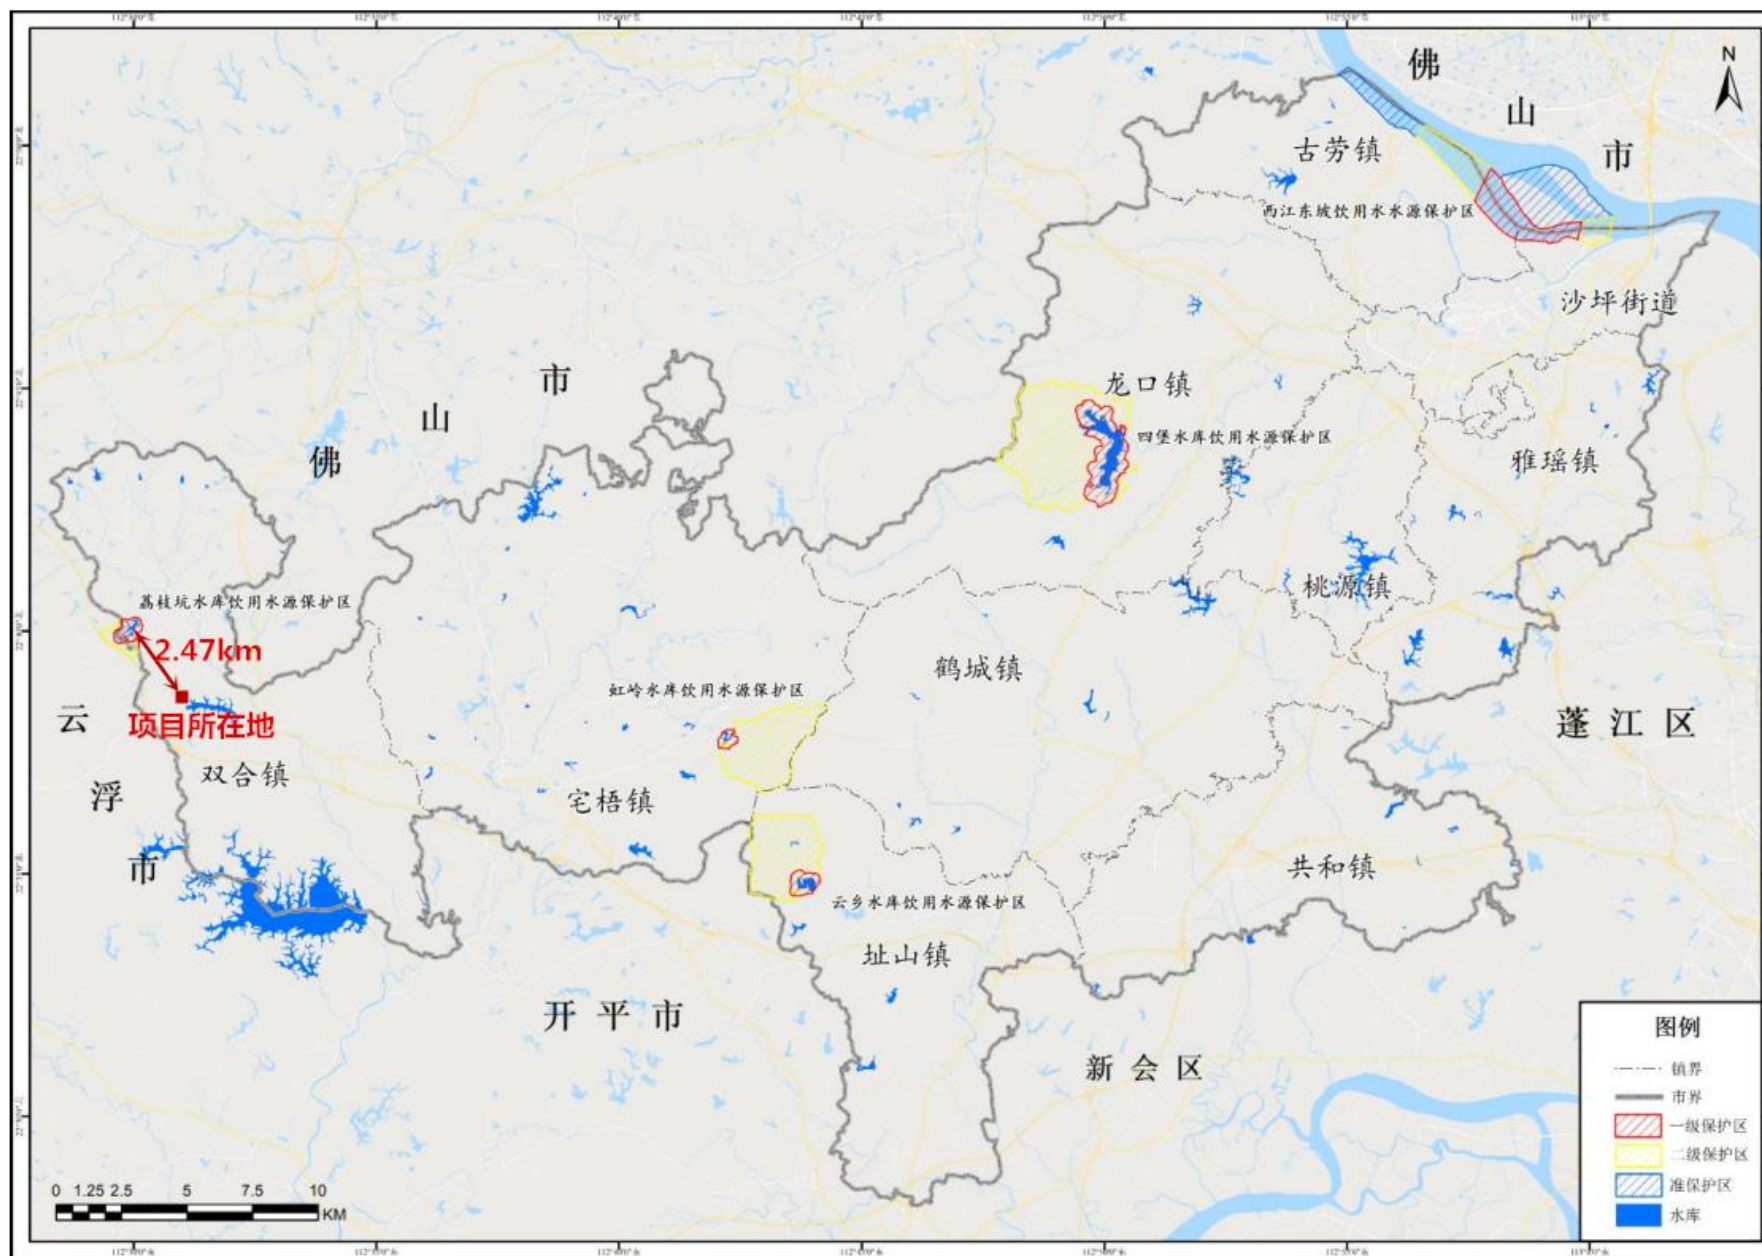 N
佛
山
市
古劳镇
西江东坡饮用水水源保护区
沙坪街道
市
山
佛
龙口镇
四堡水库饮用水源保护区
雅瑶镇
荔枝坑水库饮用水源保护区
桃源镇
2.47km
鹤城镇
虹岭水库饮用水源保护区
项目所在地
云
浮
市
蓬江区
双合镇
宅梧镇
共和镇
云乡水库饮用水源保护区
址山镇
开平市
新会区
图例
镇界
市界
一级保护区
二级保护区
准保护区
水库
0 1.25 2.5 5 7.5 10
KM